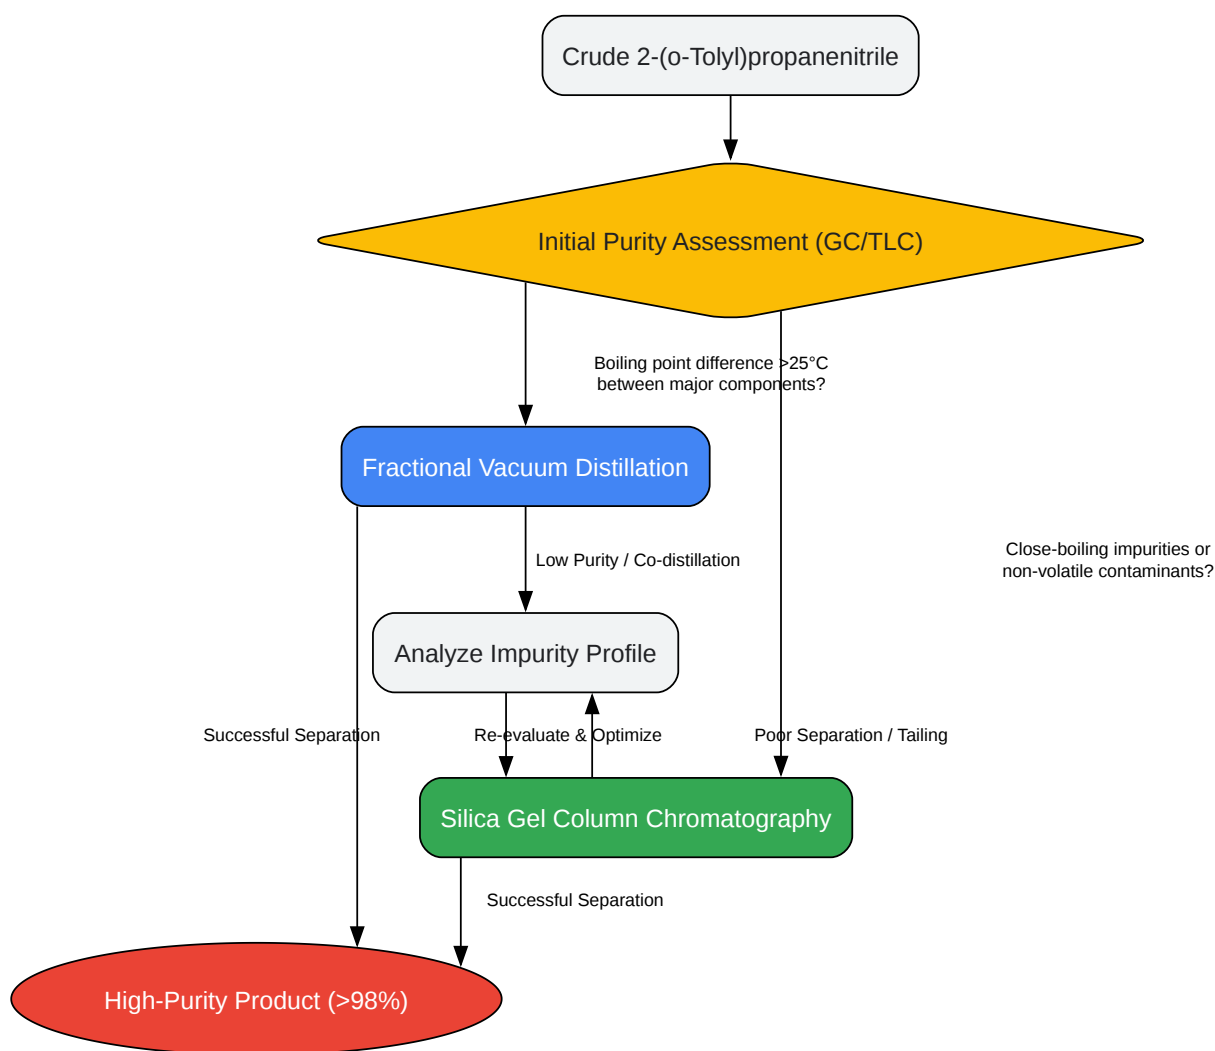 Crude 2-(o-Tolyl)propanenitrile
Initial Purity Assessment (GC/TLC)
Boiling point difference >25°C
between major components?
Fractional Vacuum Distillation
Close-boiling impurities or
non-volatile contaminants?
Low Purity / Co-distillation
Analyze Impurity Profile
Successful Separation
Re-evaluate & Optimize
Poor Separation / Tailing
Silica Gel Column Chromatography
Successful Separation
High-Purity Product (>98%)